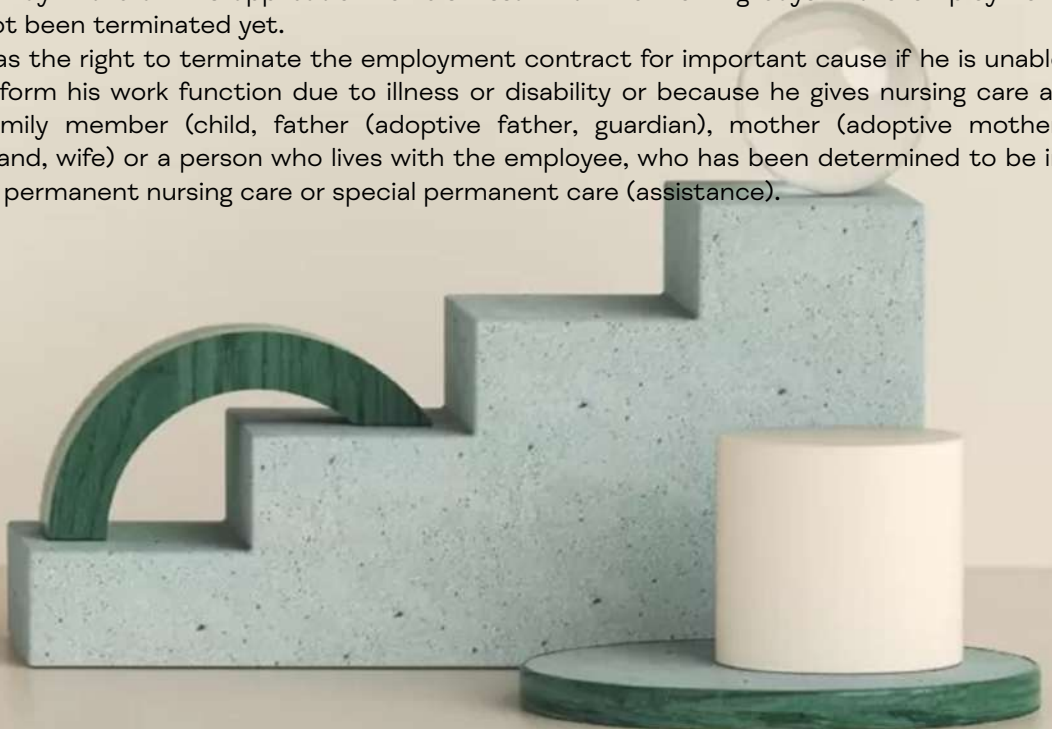 ot been terminated yet.
as the right to terminate the employment contract for important cause if he is unable
form his work function due to illness or disability or because he gives nursing care a
mily member (child, father (adoptive father, guardian), mother (adoptive mothe
and, wife) or a person who lives with the employee, who has been determined to be i
permanent nursing care or special permanent care (assistance).